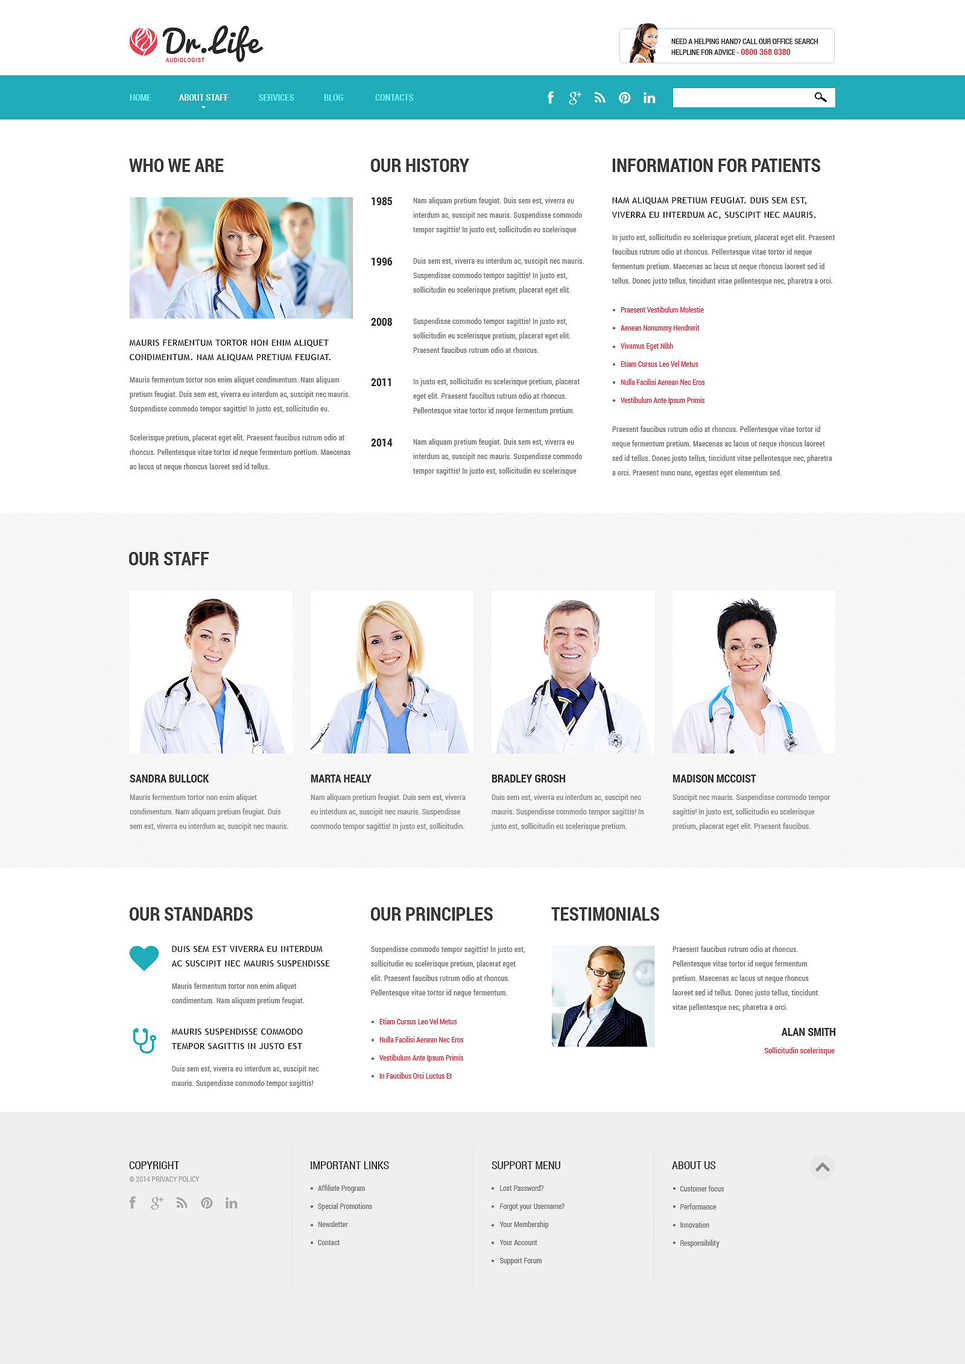 Dr.Life
AUDIOLOGIST
NEED A HELPING HAND? CALL OUR OFFICE SEARCH
HELPLINE FOR ADVICE - 0800 368 0380
HOME ABOUT STAFF SERVICES BLOG CONTACTS
WHO WE ARE
MAURIS FERMENTUM TORTOR NON ENIM ALIQUET
CONDIMENTUM. NAM ALIQUAM PRETIUM FEUGIAT.
Mauris fermentum tortor non enim aliquet condimentum. Nam aliquam
pretium feugiat. Duis sem est, viverra eu interdum ac, suscipit nec mauris.
Suspendisse commodo tempor sagittis! In justo est, sollicitudin eu.
Scelerisque pretium, placerat eget elit. Praesent faucibus rutrum odio at
rhoncus. Pellentesque vitae tortor id neque fermentum pretium. Maecenas
ac lacus ut neque rhoncus laoreet sed id tellus.
OUR HISTORY
1985 Nam aliquam pretium feugiat. Duis sem est, viverra eu
interdum ac, suscipit nec mauris. Suspendisse commodo
tempor sagittis! In justo est, sollicitudin eu scelerisque
1996 Duis sem est, viverra eu interdum ac, suscipit nec mauris.
Suspendisse commodo tempor sagittis! In justo est,
sollicitudin eu scelerisque pretium, placerat eget elit.
2008 Suspendisse commodo tempor sagittis! In justo est,
sollicitudin eu scelerisque pretium, placerat eget elit.
Praesent faucibus rutrum odio at rhoncus.
2011 In justo est, sollicitudin eu scelerisque pretium, placerat
eget elit. Praesent faucibus rutrum odio at rhoncus.
Pellentesque vitae tortor id neque fermentum pretium.
2014 Nam aliquam pretium feugiat. Duis sem est, viverra eu
interdum ac, suscipit nec mauris. Suspendisse commodo
tempor sagittis! In justo est, sollicitudin eu scelerisque
INFORMATION FOR PATIENTS
NAM ALIQUAM PRETIUM FEUGIAT. DUIS SEM EST,
VIVERRA EU INTERDUM AC, SUSCIPIT NEC MAURIS.
In justo est, sollicitudin eu scelerisque pretium, placerat eget elit. Praesent
faucibus rutrum odio at rhoncus. Pellentesque vitae tortor id neque
fermentum pretium. Maecenas ac lacus ut neque rhoncus laoreet sed id
tellus. Donec justo tellus, tincidunt vitae pellentesque nec, pharetra a orci.
• Praesent Vestibulum Molestie
• Aenean Nonummy Hendrerit
• Vivamus Eget Nibh
• Etiam Cursus Leo Vel Metus
• Nulla Facilisi Aenean Nec Eros
• Vestibulum Ante Ipsum Primis
Praesent faucibus rutrum odio at rhoncus. Pellentesque vitae tortor id
neque fermentum pretium. Maecenas ac lacus ut neque rhoncus laoreet
sed id tellus. Donec justo tellus, tincidunt vitae pellentesque nec, pharetra
a orci. Praesent nunc nunc, egestas eget elementum sed.
OUR STAFF
SANDRA BULLOCK
Mauris fermentum tortor non enim aliquet
condimentum. Nam aliquam pretium feugiat. Duis
sem est, viverra eu interdum ac, suscipit nec mauris.
MARTA HEALY
Nam aliquam pretium feugiat. Duis sem est, viverra
eu interdum ac, suscipit nec mauris. Suspendisse
commodo tempor sagittis! In justo est, sollicitudin.
BRADLEY GROSH
Duis sem est, viverra eu interdum ac, suscipit nec
mauris. Suspendisse commodo tempor sagittis! In
justo est, sollicitudin eu scelerisque pretium.
MADISON MCCOIST
Suscipit nec mauris. Suspendisse commodo tempor
sagittis! In justo est, sollicitudin eu scelerisque
pretium, placerat eget elit. Praesent faucibus.
OUR STANDARDS
DUIS SEM EST VIVERRA EU INTERDUM
AC SUSCIPIT NEC MAURIS SUSPENDISSE
Mauris fermentum tortor non enim aliquet
condimentum. Nam aliquam pretium feugiat.
MAURIS SUSPENDISSE COMMODO
TEMPOR SAGITTIS IN JUSTO EST
Duis sem est, viverra eu interdum ac, suscipit nec
mauris. Suspendisse commodo tempor sagittis!
OUR PRINCIPLES
Suspendisse commodo tempor sagittis! In justo est,
sollicitudin eu scelerisque pretium, placerat eget
elit. Praesent faucibus rutrum odio at rhoncus.
Pellentesque vitae tortor id neque fermentum.
• Etiam Cursus Leo Vel Metus
• Nulla Facilisi Aenean Nec Eros
• Vestibulum Ante Ipsum Primis
• In Faucibus Orci Luctus Et
TESTIMONIALS
Praesent faucibus rutrum odio at rhoncus.
Pellentesque vitae tortor id neque fermentum
pretium. Maecenas ac lacus ut neque rhoncus
laoreet sed id tellus. Donec justo tellus, tincidunt
vitae pellentesque nec, pharetra a orci.
ALAN SMITH
Sollicitudin scelerisque
COPYRIGHT
© 2014 PRIVACY POLICY
IMPORTANT LINKS
• Affiliate Program
• Special Promotions
• Newsletter
• Contact
SUPPORT MENU
• Lost Password?
• Forgot your Username?
• Your Membership
• Your Account
• Support Forum
ABOUT US
• Customer focus
• Performance
• Innovation
• Responsibility